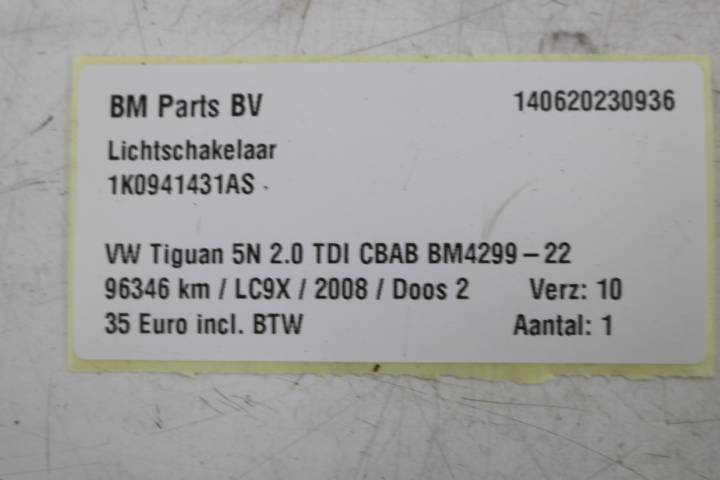 BM Parts BV 140620230936
Lichtschakelaar
1K0941431AS
VW Tiguan 5N 2.0 TDI CBAB BM4299-22
96346 km / LC9X / 2008 / Doos 2 Verz: 10
35 Euro incl. BTW Aantal: 1